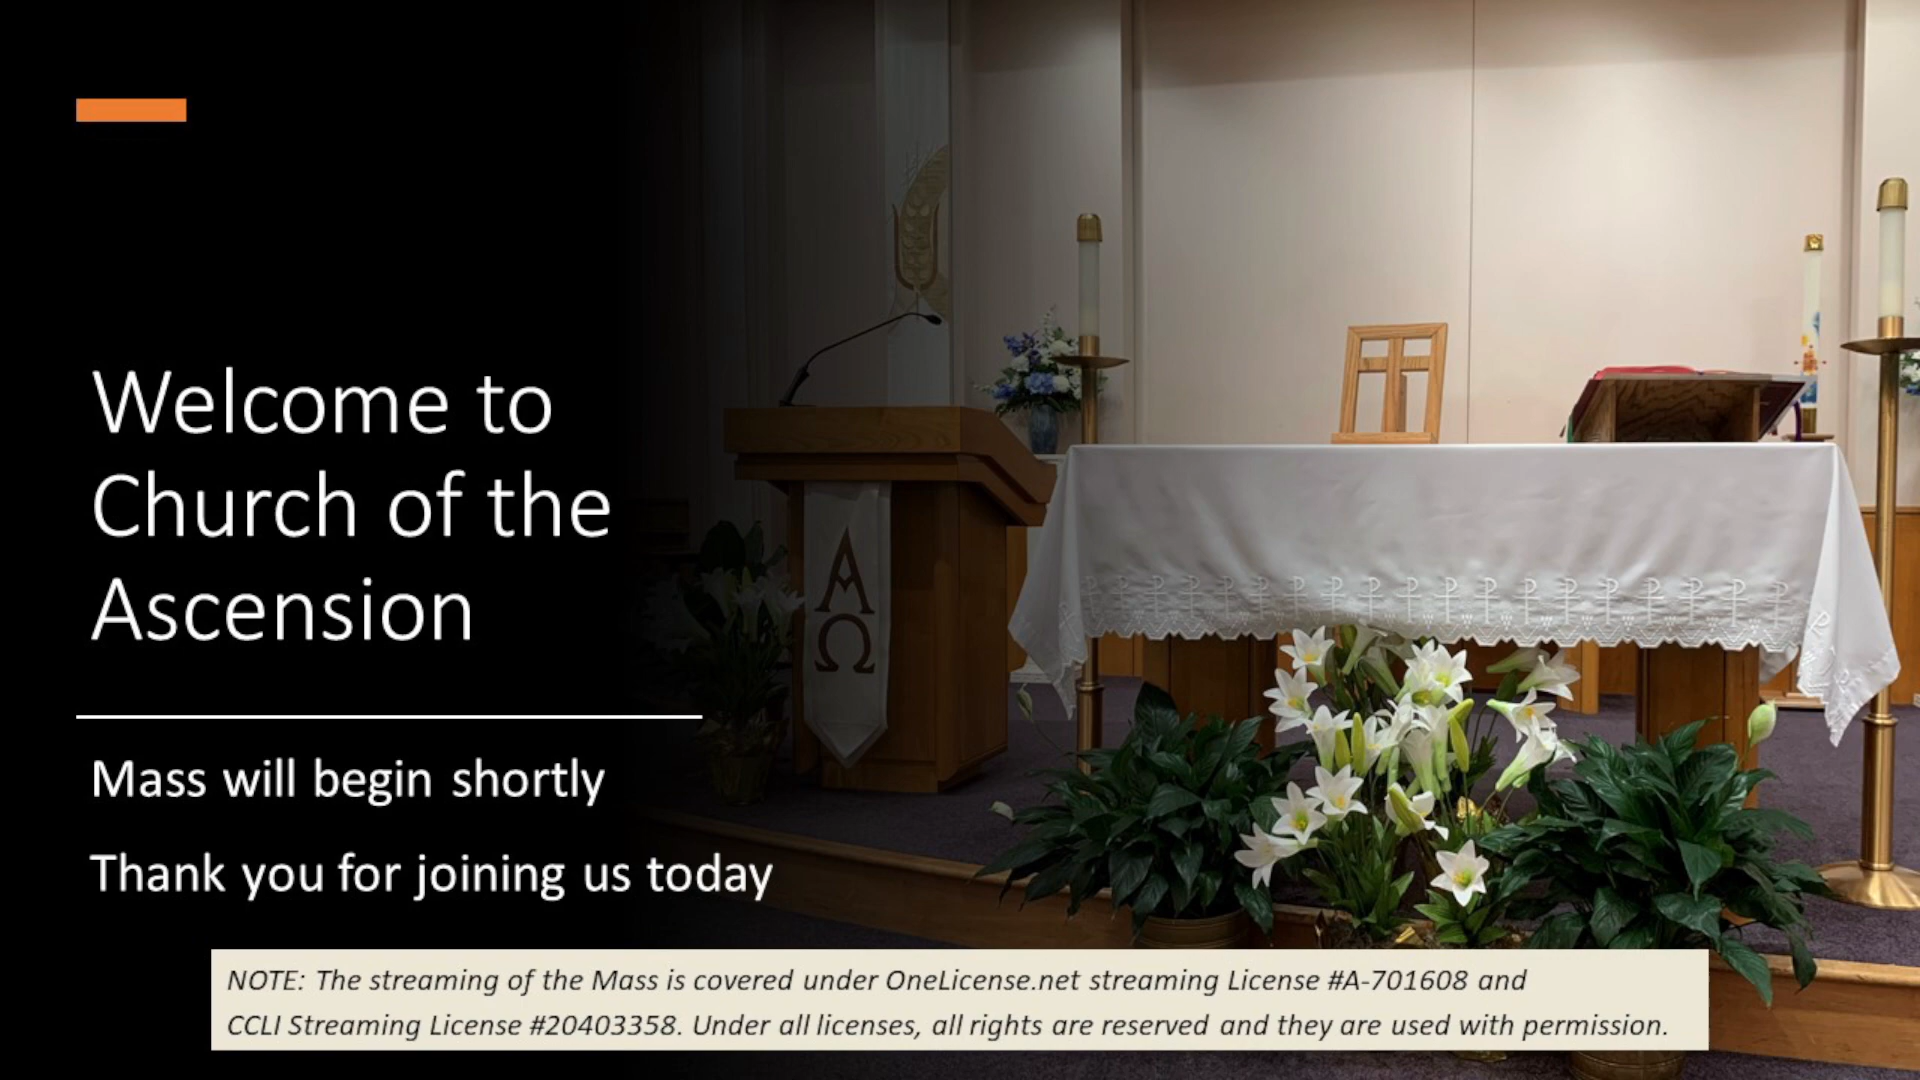 Welcome to
Church of the
Ascension
Mass will begin shortly
Thank you for joining us today
ΑΩ
NOTE: The streaming of the Mass is covered under OneLicense.net streaming License #A-701608 and
CCLI Streaming License #20403358. Under all licenses, all rights are reserved and they are used with permission.